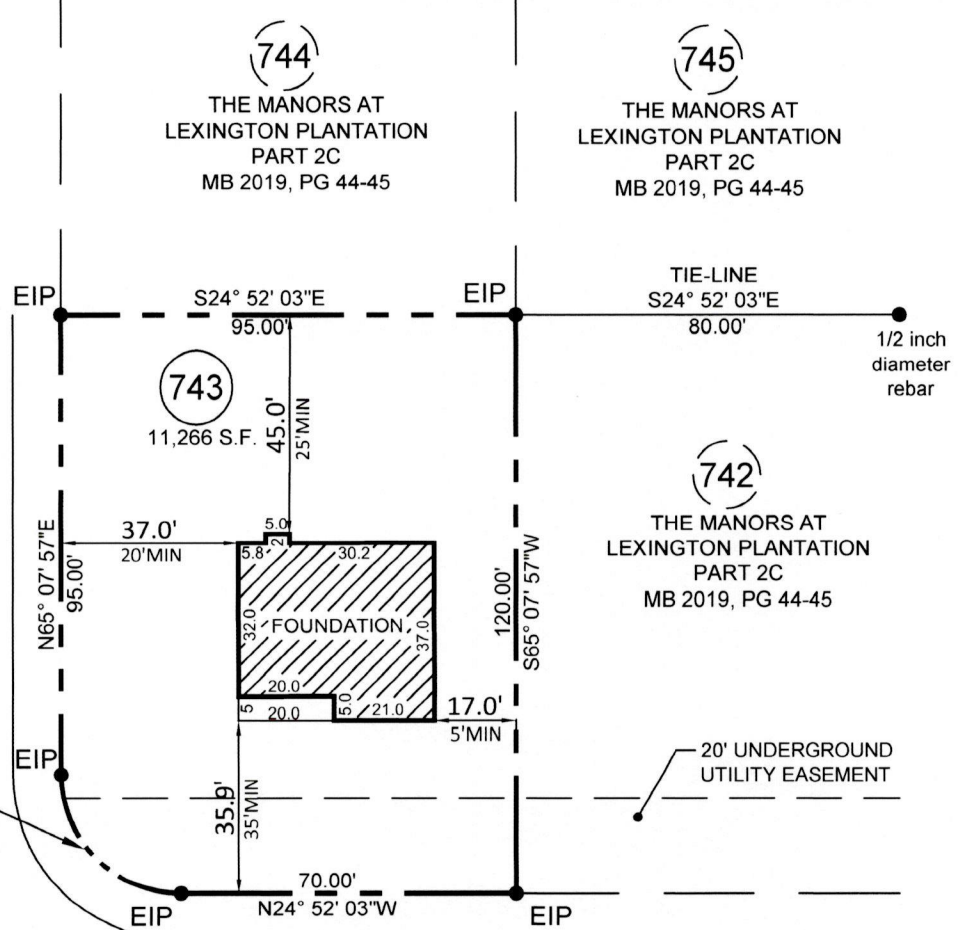 744
THE MANORS AT
LEXINGTON PLANTATION
PART 2C
MB 2019, PG 44-45
745
THE MANORS AT
LEXINGTON PLANTATION
PART 2C
MB 2019, PG 44-45
EIP
S24° 52' 03"E
95.00'
EIP
TIE-LINE
S24° 52' 03"E
80.00'
1/2 inch
diameter
rebar
743
11,266 S.F.
45.0'
25'MIN
742
THE MANORS AT
LEXINGTON PLANTATION
PART 2C
MB 2019, PG 44-45
N65° 07' 57"E
95.00'
37.0'
20'MIN
5.0
2
5.8
30.2
32.0
FOUNDATION
37.0
120.00'
S65° 07' 57"W
20.0
5
20.0
5.0
21.0
17.0'
5'MIN
EIP
35.9'
35'MIN
20' UNDERGROUND
UTILITY EASEMENT
70.00'
N24° 52' 03"W
EIP
EIP